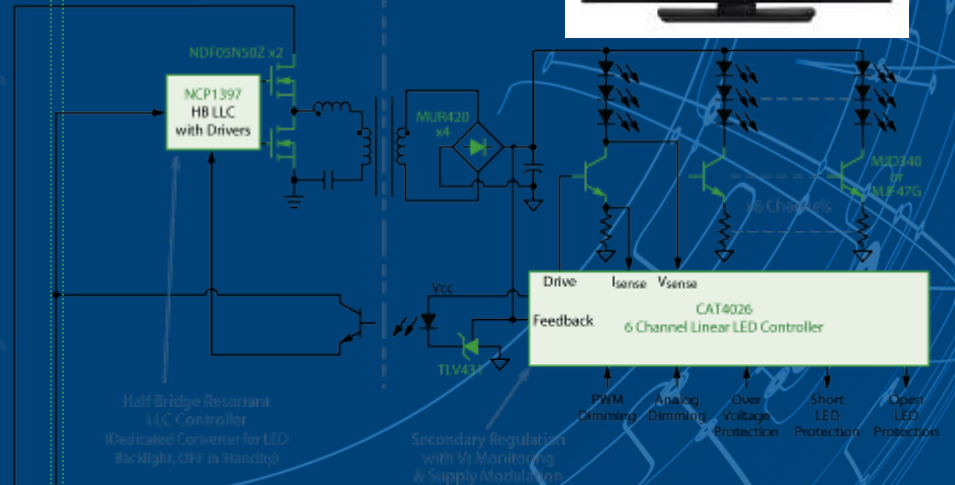 NDF05N50Z x2
NCP1397
HB LLC
with Drivers
MUR420
x4
MJD340
or
MJF47G
x6 Channels
Drive
Isense
Vsense
CAT4026
6 Channel Linear LED Controller
Feedback
Vcc
TLV431
PWM
Dimming
Analog
Dimming
Over
Voltage
Protection
Short
LED
Protection
Open
LED
Protection
Half Bridge Resonant
LLC Controller
(Dedicated Converter for LED
Backlight, OFF in Standby)
Secondary Regulation
with Vf Monitoring
& Supply Modulation